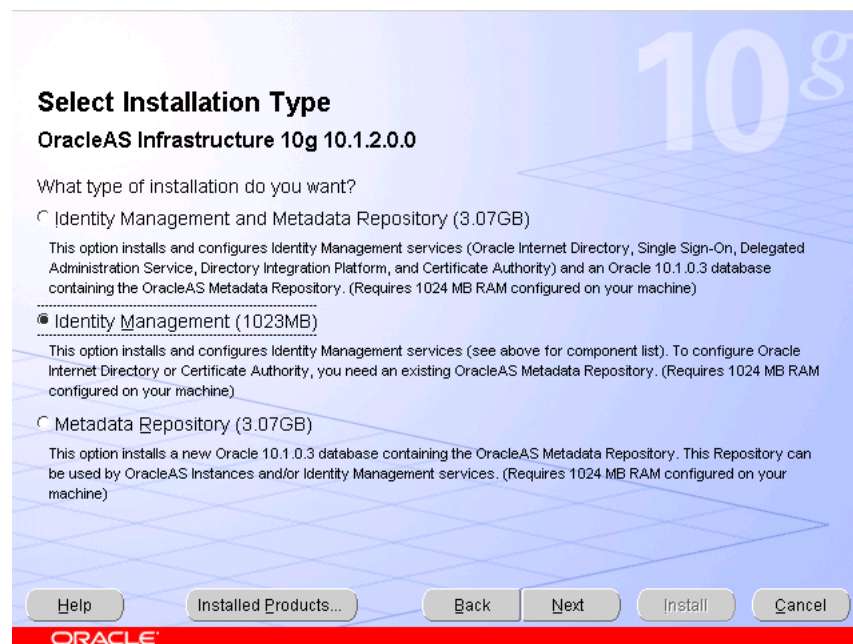 10g
Select Installation Type
OracleAS Infrastructure 10g 10.1.2.0.0
What type of installation do you want?
Identity Management and Metadata Repository (3.07GB)
This option installs and configures Identity Management services (Oracle Internet Directory, Single Sign-On, Delegated
Administration Service, Directory Integration Platform, and Certificate Authority) and an Oracle 10.1.0.3 database
containing the OracleAS Metadata Repository. (Requires 1024 MB RAM configured on your machine)
Identity Management (1023MB)
This option installs and configures Identity Management services (see above for component list). To configure Oracle
Internet Directory or Certificate Authority, you need an existing OracleAS Metadata Repository. (Requires 1024 MB RAM
configured on your machine)
Metadata Repository (3.07GB)
This option installs a new Oracle 10.1.0.3 database containing the OracleAS Metadata Repository. This Repository can
be used by OracleAS Instances and/or Identity Management services. (Requires 1024 MB RAM configured on your
machine)
Help Installed Products... Back Next Install Cancel
ORACLE